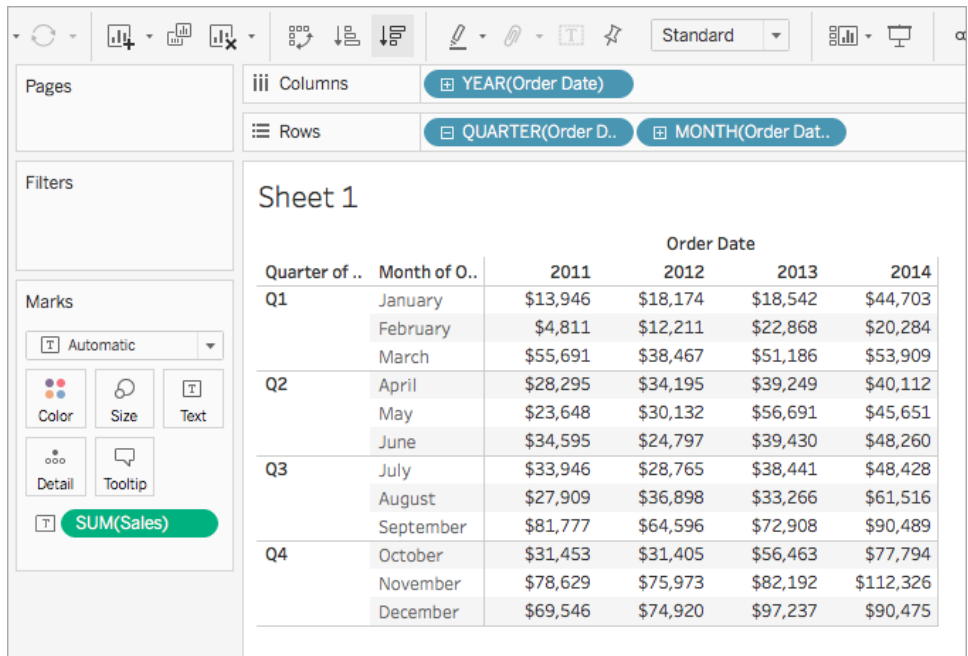 Standard
Pages
Columns
YEAR(Order Date)
Rows
QUARTER(Order D..
MONTH(Order Dat..
Filters
Sheet 1
Order Date
Quarter of .. Month of O.. 2011 2012 2013 2014
Q1 January $13,946 $18,174 $18,542 $44,703
February $4,811 $12,211 $22,868 $20,284
March $55,691 $38,467 $51,186 $53,909
Q2 April $28,295 $34,195 $39,249 $40,112
May $23,648 $30,132 $56,691 $45,651
June $34,595 $24,797 $39,430 $48,260
Q3 July $33,946 $28,765 $38,441 $48,428
August $27,909 $36,898 $33,266 $61,516
September $81,777 $64,596 $72,908 $90,489
Q4 October $31,453 $31,405 $56,463 $77,794
November $78,629 $75,973 $82,192 $112,326
December $69,546 $74,920 $97,237 $90,475
Marks
T Automatic
Color Size Text
Detail Tooltip
T SUM(Sales)